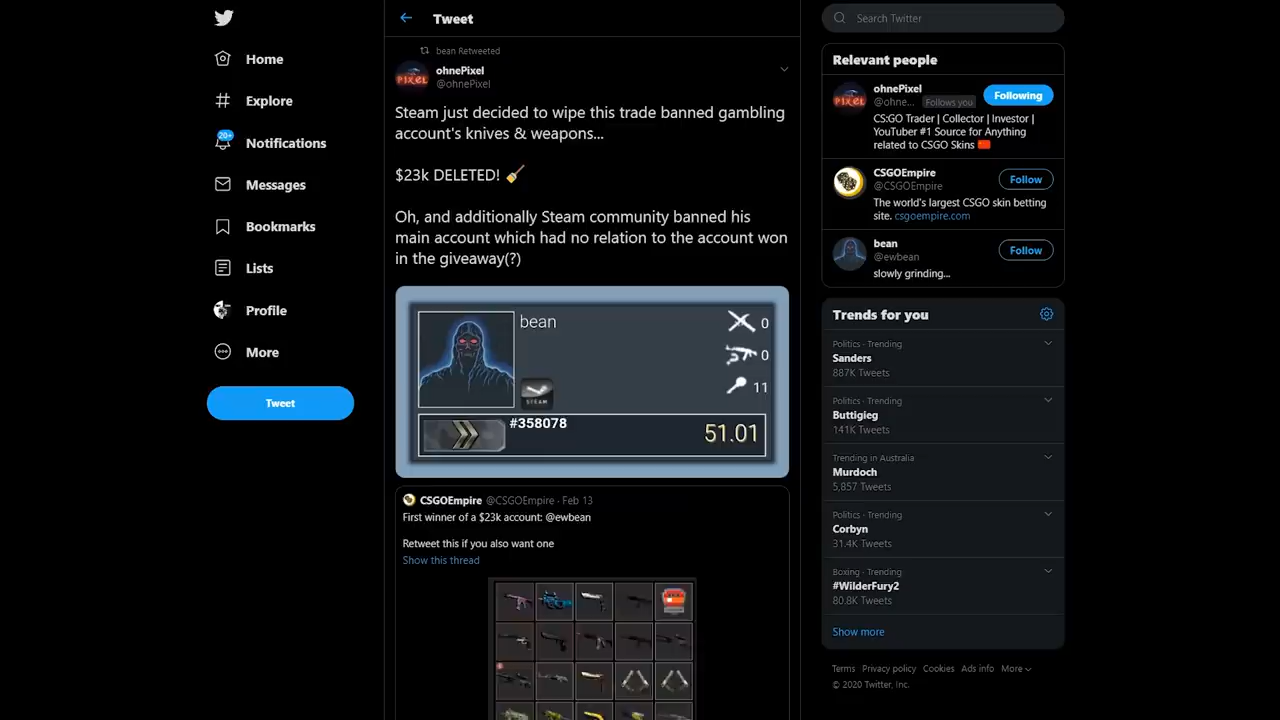 Home
Explore
20+
Notifications
Messages
Bookmarks
Lists
Profile
More
Tweet
Tweet
bean Retweeted
PIXEL
ohnePixel
@ohnePixel
Steam just decided to wipe this trade banned gambling
account's knives & weapons...
$23k DELETED! 🧹
Oh, and additionally Steam community banned his
main account which had no relation to the account won
in the giveaway(?)
bean
0
0
11
STEAM
#358078
51.01
CSGOEmpire @CSGOEmpire · Feb 13
First winner of a $23k account: @ewbean
Retweet this if you also want one
Show this thread
Search Twitter
Relevant people
PIXEL
ohnePixel
@ohne... Follows you
Following
CS:GO Trader | Collector | Investor |
YouTuber #1 Source for Anything
related to CSGO Skins 🇨🇳
CSGOEmpire
@CSGOEmpire
Follow
The world's largest CSGO skin betting
site. csgoempire.com
bean
@ewbean
Follow
slowly grinding...
Trends for you
Politics · Trending
Sanders
887K Tweets
Politics · Trending
Buttigieg
141K Tweets
Trending in Australia
Murdoch
5,857 Tweets
Politics · Trending
Corbyn
31.4K Tweets
Boxing · Trending
#WilderFury2
80.8K Tweets
Show more
Terms Privacy policy Cookies Ads info More
© 2020 Twitter, Inc.